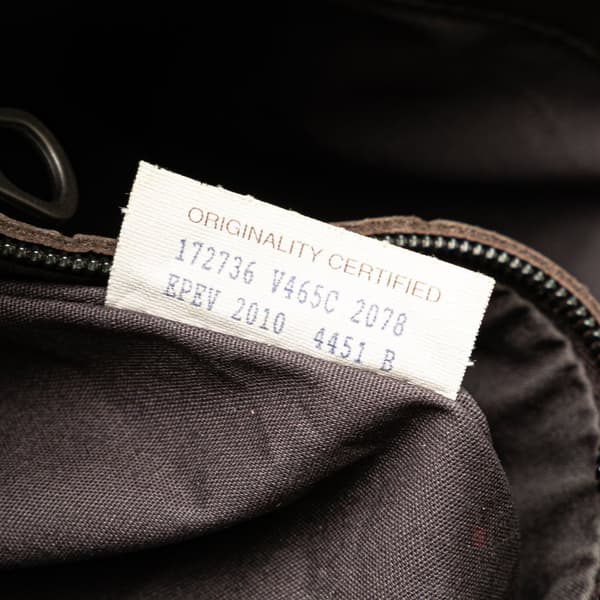 ORIGINALITY CERTIFIED
172736 V465C 2078
EPEV 2010 4451 B